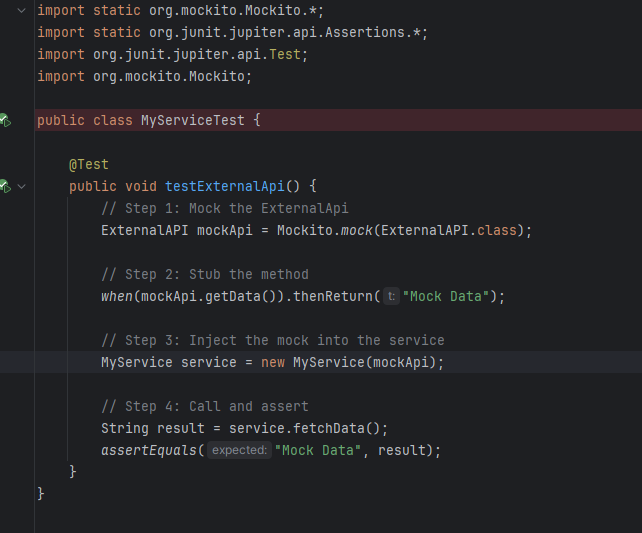 import static org.mockito.Mockito.*;
import static org.junit.jupiter.api.Assertions.*;
import org.junit.jupiter.api.Test;
import org.mockito.Mockito;
public class MyServiceTest {
@Test
public void testExternalApi() {
// Step 1: Mock the ExternalApi
ExternalAPI mockApi = Mockito.mock(ExternalAPI.class);
// Step 2: Stub the method
when(mockApi.getData()).thenReturn( t: "Mock Data");
// Step 3: Inject the mock into the service
MyService service = new MyService(mockApi);
// Step 4: Call and assert
String result = service.fetchData();
assertEquals( expected: "Mock Data", result);
}
}